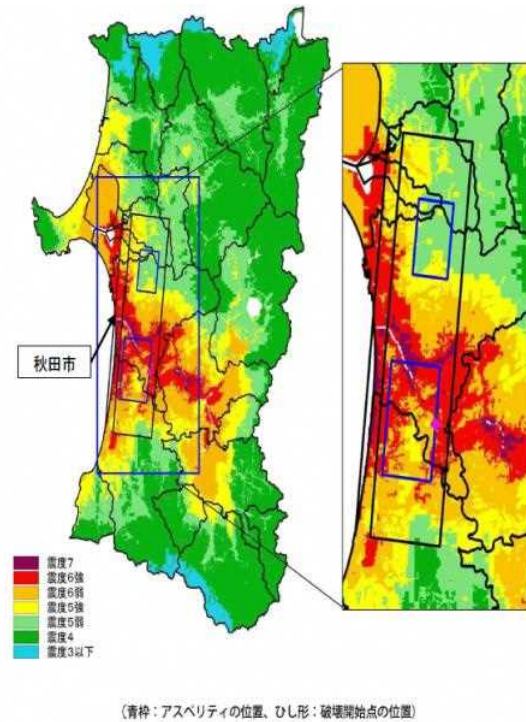 秋田市
震度7
震度6強
震度6弱
震度5強
震度5弱
震度4
震度3以下
（青枠：アスペリティの位置、ひし形：破壊開始点の位置）